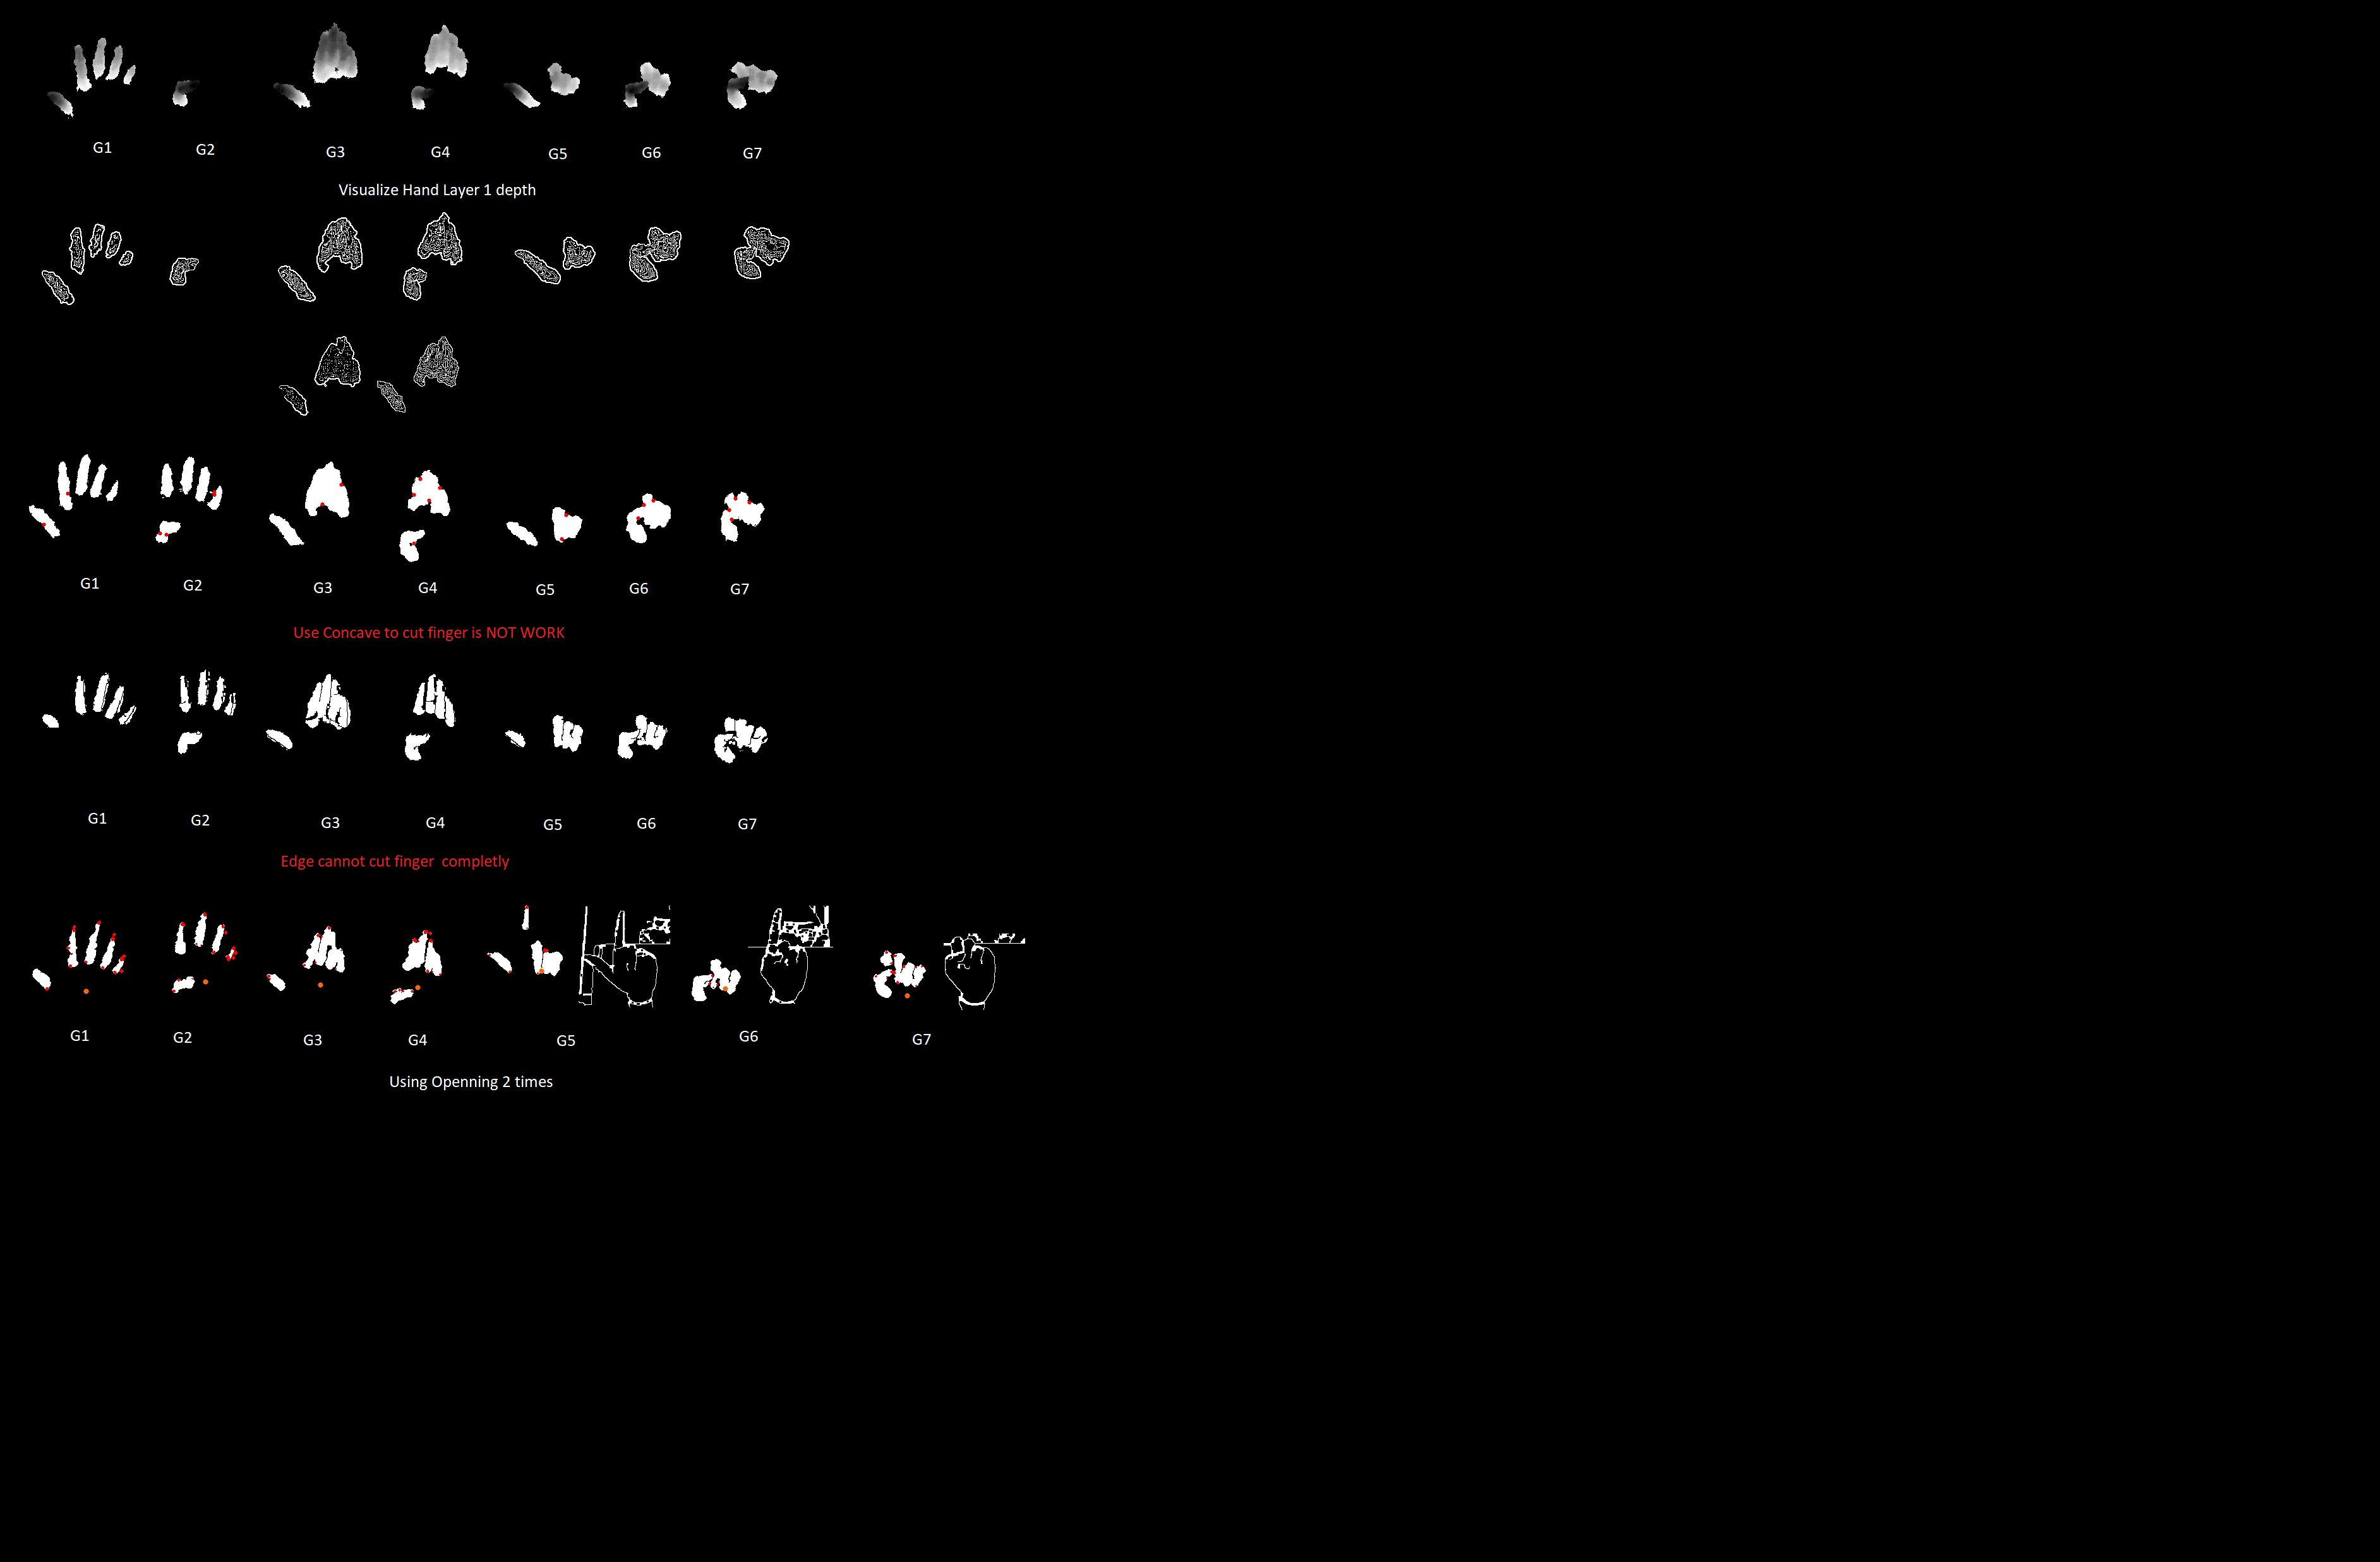 G1 G2 G3 G4 G5 G6 G7
Visualize Hand Layer 1 depth
G1 G2 G3 G4 G5 G6 G7
Use Concave to cut finger is NOT WORK
G1 G2 G3 G4 G5 G6 G7
Edge cannot cut finger  completly
G1 G2 G3 G4 G5 G6 G7
Using Openning 2 times